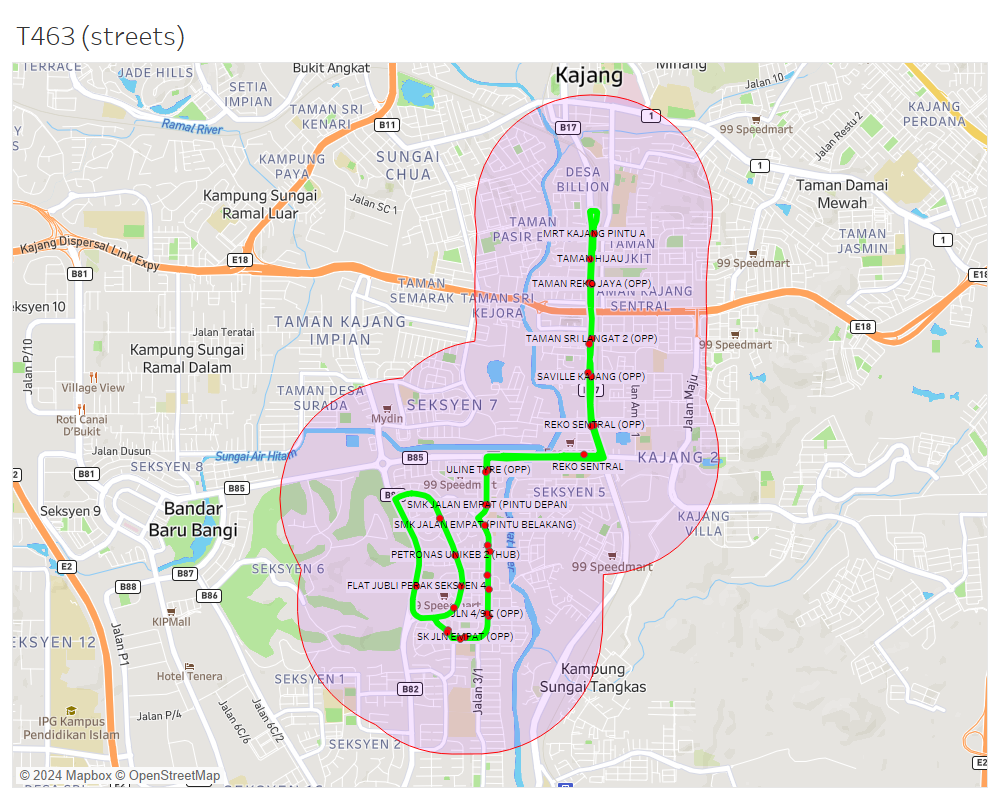 T463 (streets)
TERRACE
JADE HILLS
Bukit Angkat
Kajang
Minang
SETIA
IMPIAN
Jalan 10
TAMAN SRI
KENARI
B11
B17
1
99 Speedmart
KAJANG
PERDANA
Ramal River
Jalan Restu 2
KAMPUNG
PAYA
SUNGAI
CHUA
1
DESA
BILLION
Taman Damai
Mewah
Kampung Sungai
Ramal Luar
Jalan SC 1
TAMAN
PASIR E
MRT KAJANG PINTU A
TAMAN
JKIT
TAMAN
JASMIN
1
Kajang Dispersal Link Expy
E18
TAMAN HIJAU
99 Speedmart
B81
E18
TAMAN
SEMARAK
TAMAN REKO JAYA (OPP)
TAMAN SRI
KEJORA
TAMAN KAJANG
SENTRAL
eksyen 10
TAMAN KAJANG
IMPIAN
E18
Jalan Teratai
Jalan P/10
Kampung Sungai
Ramal Dalam
TAMAN SRI LANGAT 2 (OPP)
99 Speedmart
Village View
SAVILLE KAJANG (OPP)
TAMAN DESA
SURADA
SEKSYEN 7
Jalan Maju
Mydin
Roti Canai
D'Bukit
REKO SENTRAL (OPP)
Jalan Dusun
Sungai Air Hitam
B85
KAJANG 2
SEKSYEN 8
REKO SENTRAL
B81
ULINE TYRE (OPP)
99 Speedmart
B85
SEKSYEN 5
Seksyen 9
Bandar
Baru Bangi
SMK JALAN EMPAT (PINTU DEPAN
SMK JALAN EMPAT (PINTU BELAKANG)
KAJANG
VILLA
PETRONAS UNIKEB 2 (HUB)
E2
B87
SEKSYEN 6
99 Speedmart
B88
B86
FLAT JUBLI PERAK SEKSYEN 4
JLN 4/9 C (OPP)
KIPMall
SK JLN EMPAT (OPP)
EKSYEN 12
Jalan P1
Hotel Tenera
SEKSYEN 1
B82
Jalan 3/1
Kampung
Sungai Tangkas
Jalan P/4
Jalan 6C/6
Jalan 6C/2
IPG Kampus
Pendidikan Islam
SEKSYEN 2
E2
© 2024 Mapbox © OpenStreetMap